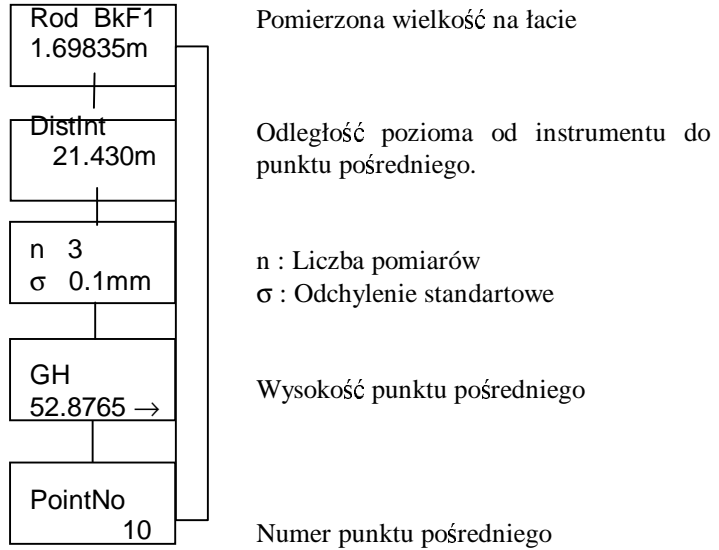 Rod BkF1
1.69835m
Pomierzona wielkość na łacie
DistInt
21.430m
Odległość pozioma od instrumentu do
punktu pośredniego.
n 3
σ 0.1mm
n : Liczba pomiarów
σ : Odchylenie standartowe
GH
52.8765 →
Wysokość punktu pośredniego
PointNo
10
Numer punktu pośredniego